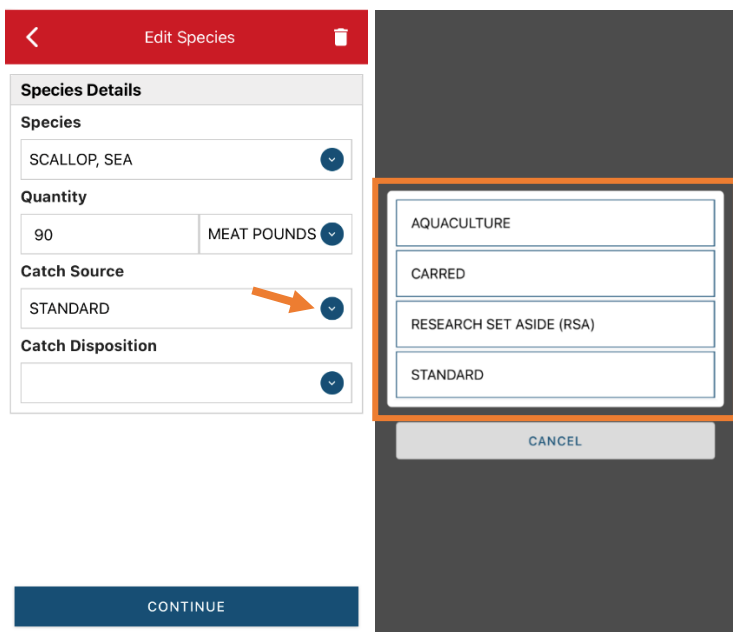 Edit Species
Species Details
Species
SCALLOP, SEA
Quantity
90 MEAT POUNDS
Catch Source
STANDARD
Catch Disposition
CONTINUE
AQUACULTURE
CARRED
RESEARCH SET ASIDE (RSA)
STANDARD
CANCEL